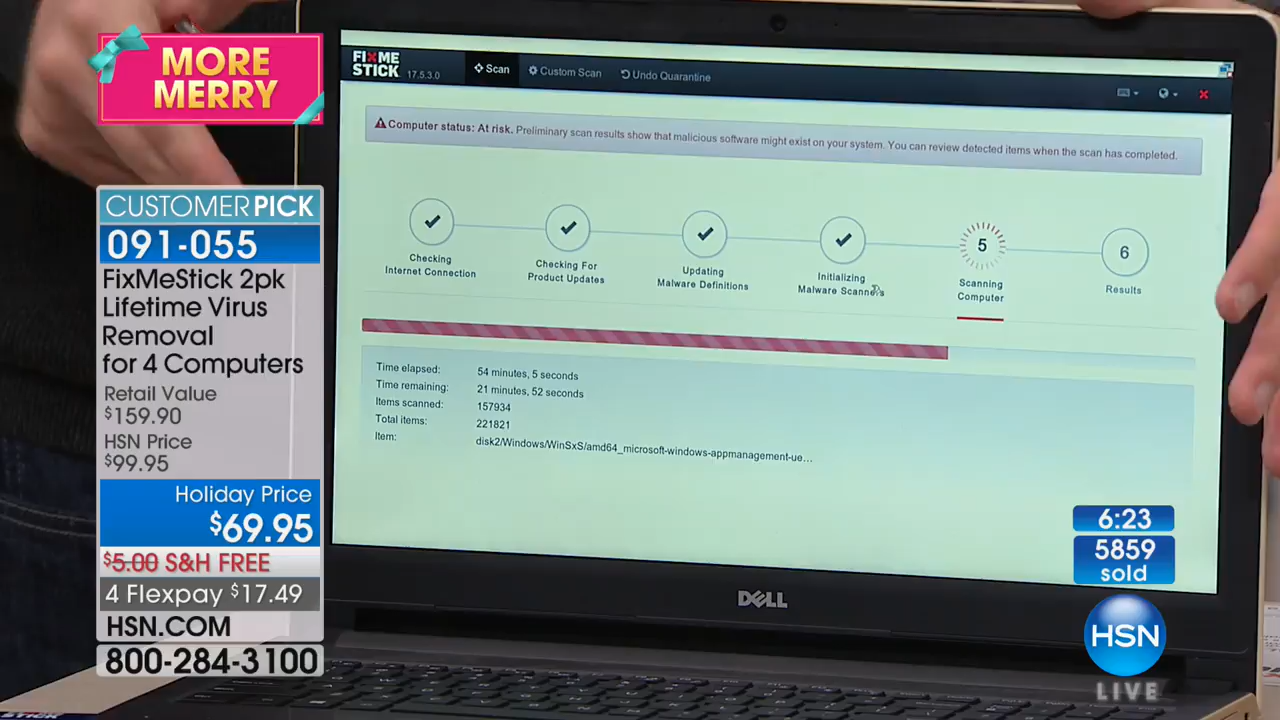 MORE
MERRY
CUSTOMER PICK
091-055
FixMeStick 2pk
Lifetime Virus
Removal
for 4 Computers
Retail Value
$159.90
HSN Price
$99.95
Holiday Price
$69.95
$5.00 S&H FREE
4 Flexpay $17.49
HSN.COM
800-284-3100
FIXME
STICK 17.5.3.0
Scan
Custom Scan
Undo Quarantine
Computer status: At risk. Preliminary scan results show that malicious software might exist on your system. You can review detected items when the scan has completed.
Checking
Internet Connection
Checking For
Product Updates
Updating
Malware Definitions
Initializing
Malware Scanners
5
Scanning
Computer
6
Results
Time elapsed: 54 minutes, 5 seconds
Time remaining: 21 minutes, 52 seconds
Items scanned: 157934
Total items: 221821
Item: disk2/Windows/WinSxS/amd64_microsoft-windows-appmanagement-ue...
DELL
6:23
5859
sold
HSN
LIVE
STICK